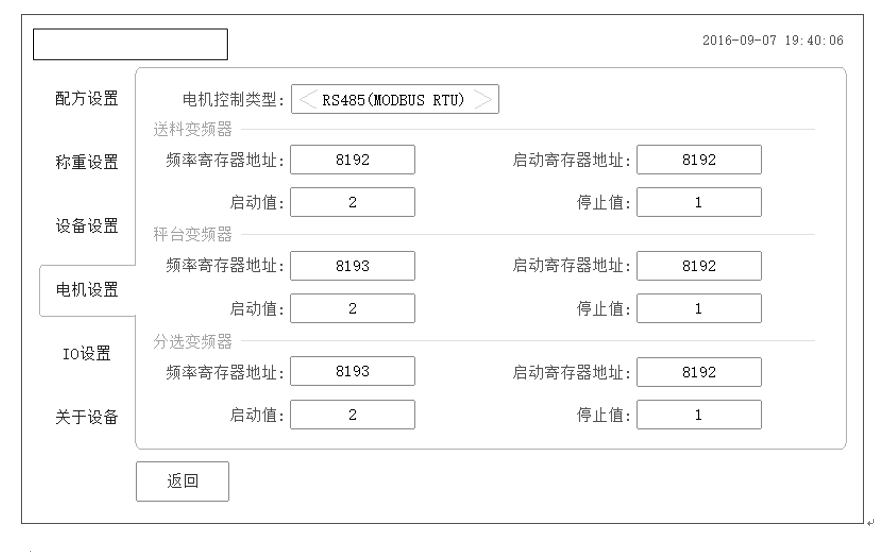 2016-09-07 19:40:06
配方设置
称重设置
设备设置
电机设置
IO设置
关于设备
电机控制类型: RS485(MODBUS RTU)
送料变频器
频率寄存器地址: 8192 启动寄存器地址: 8192
启动值: 2 停止值: 1
秤台变频器
频率寄存器地址: 8193 启动寄存器地址: 8192
启动值: 2 停止值: 1
分选变频器
频率寄存器地址: 8193 启动寄存器地址: 8192
启动值: 2 停止值: 1
返回